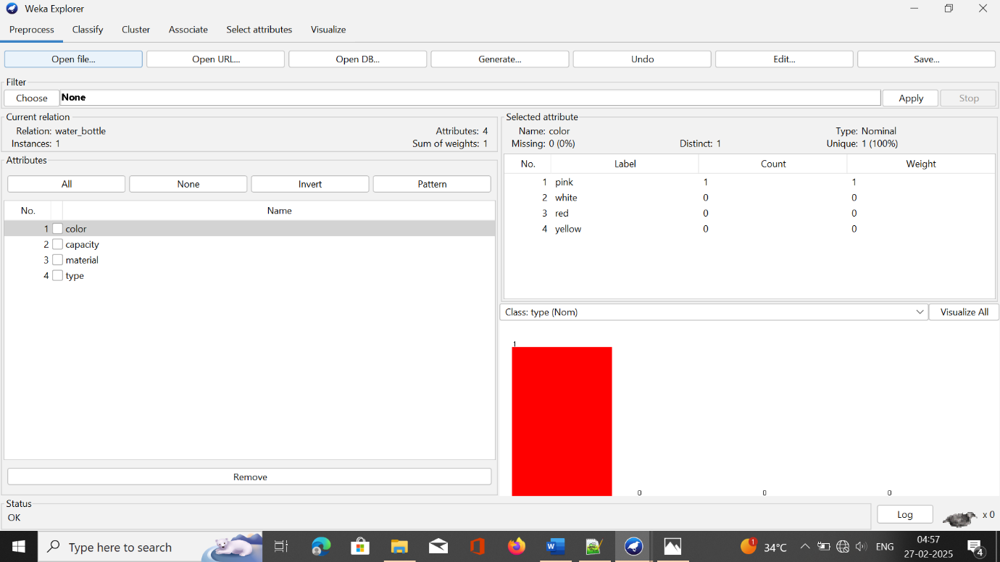 Weka Explorer
Preprocess Classify Cluster Associate Select attributes Visualize
Open file... Open URL... Open DB... Generate... Undo Edit... Save...
Filter
Choose None Apply Stop
Current relation
Relation: water_bottle Attributes: 4
Instances: 1 Sum of weights: 1
Attributes
All None Invert Pattern
No. Name
1 color
2 capacity
3 material
4 type
Remove
Selected attribute
Name: color Type: Nominal
Missing: 0 (0%) Distinct: 1 Unique: 1 (100%)
No. Label Count Weight
1 pink 1 1
2 white 0 0
3 red 0 0
4 yellow 0 0
Class: type (Nom) Visualize All
1
0 0 0
Status
OK
Log x 0
Type here to search
1 34°C ENG 04:57
27-02-2025
4